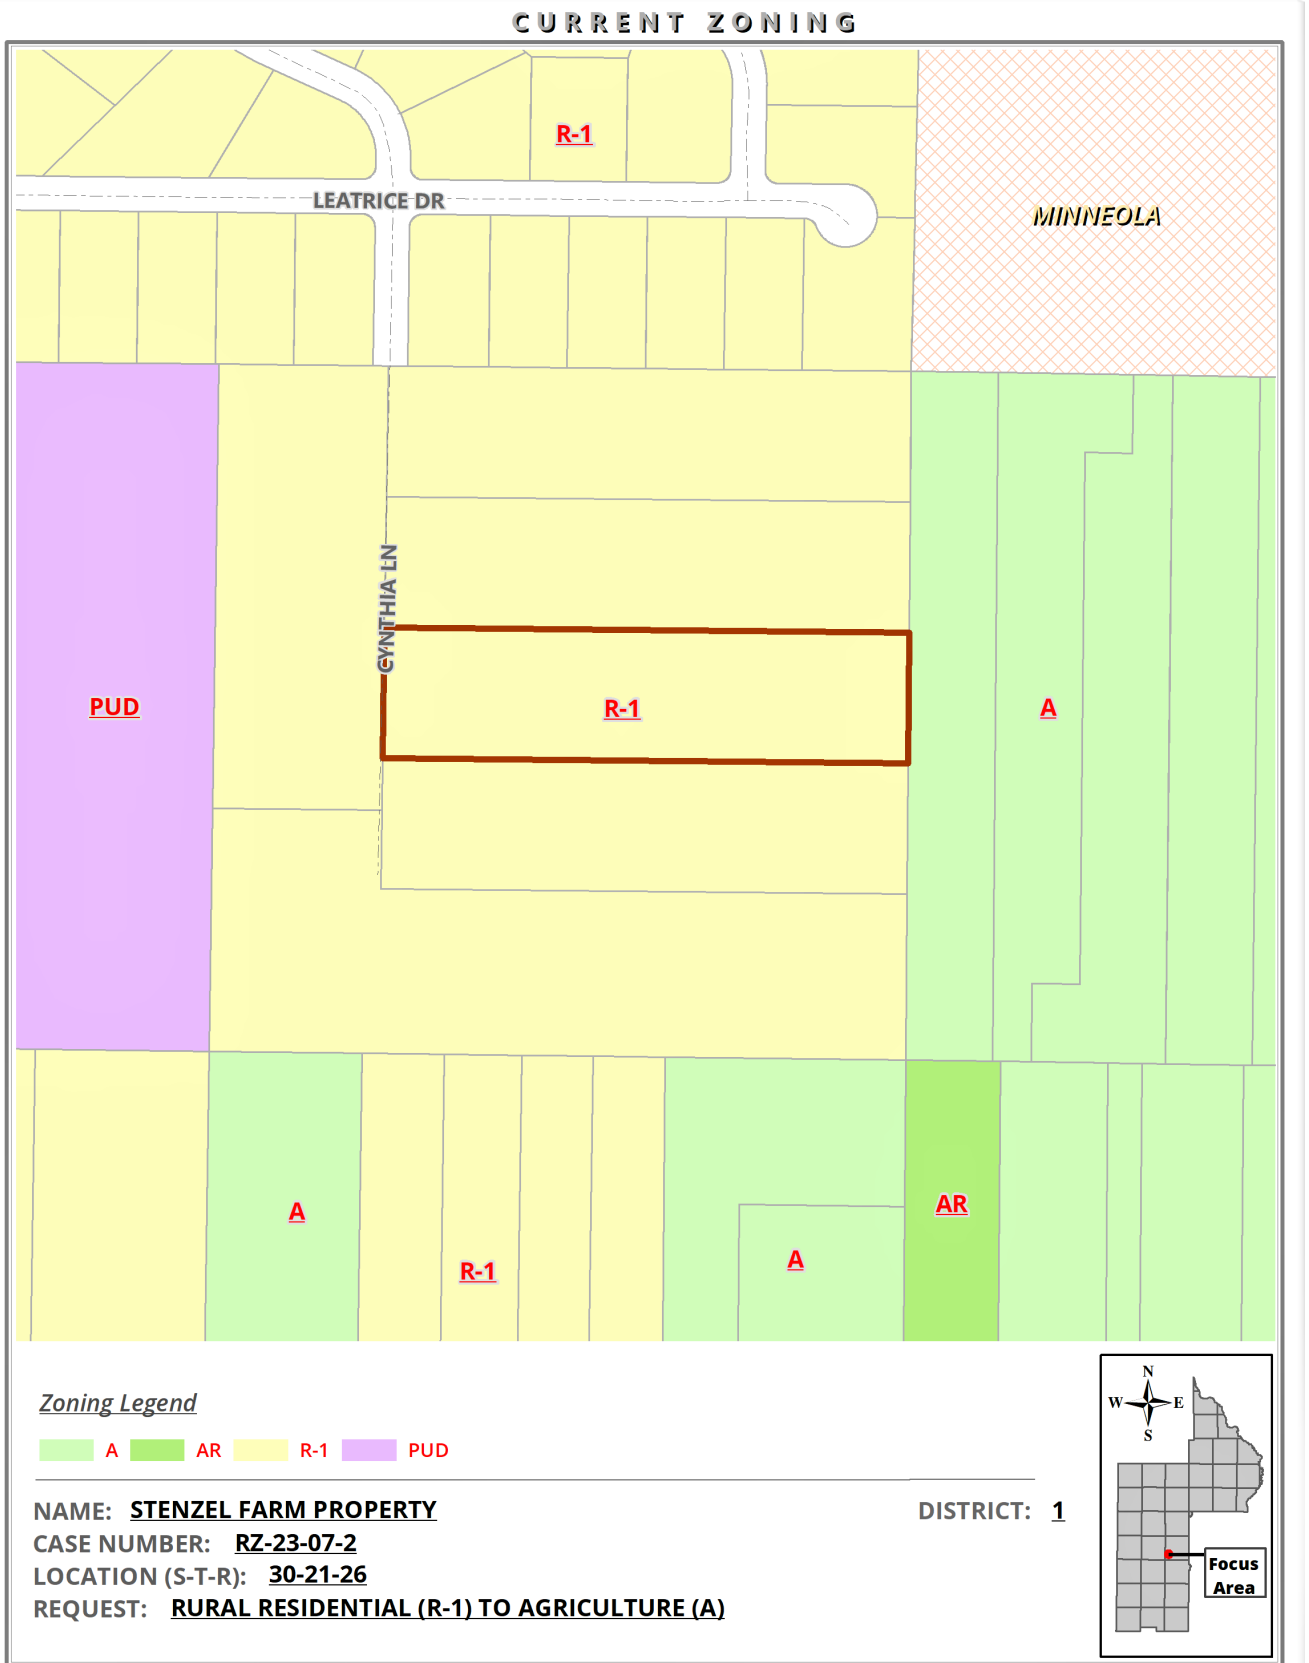 CURRENT ZONING
R-1
LEATRICE DR
MINNEOLA
CYNTHIA LN
PUD
R-1
A
A
R-1
A
AR
Zoning Legend
A AR R-1 PUD
NAME: STENZEL FARM PROPERTY
DISTRICT: 1
CASE NUMBER: RZ-23-07-2
LOCATION (S-T-R): 30-21-26
REQUEST: RURAL RESIDENTIAL (R-1) TO AGRICULTURE (A)
N
W E
S
Focus
Area